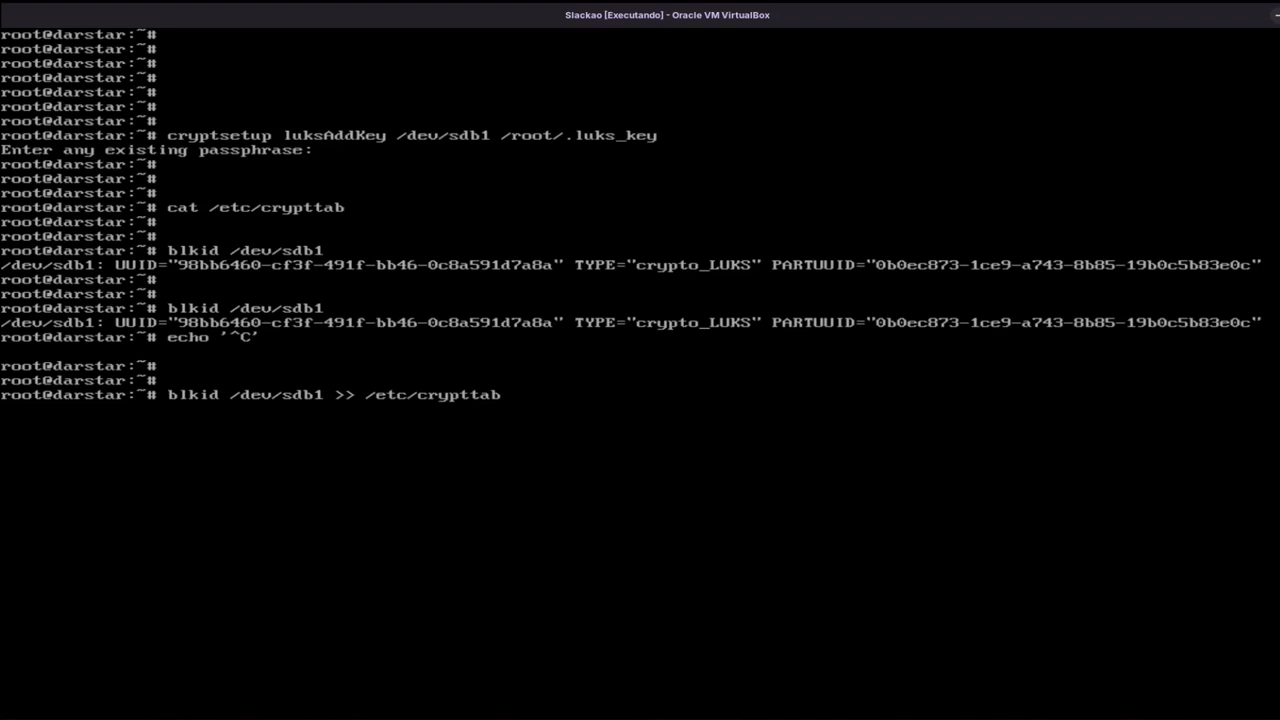 Slackao [Executando] - Oracle VM VirtualBox
root@darstar:~#
root@darstar:~#
root@darstar:~#
root@darstar:~#
root@darstar:~#
root@darstar:~#
root@darstar:~#
root@darstar:~# cryptsetup luksAddKey /dev/sdb1 /root/.luks_key
Enter any existing passphrase:
root@darstar:~#
root@darstar:~#
root@darstar:~#
root@darstar:~# cat /etc/crypttab
root@darstar:~#
root@darstar:~#
root@darstar:~# blkid /dev/sdb1
/dev/sdb1: UUID="98bb6460-cf3f-491f-bb46-0c8a591d7a8a" TYPE="crypto_LUKS" PARTUUID="0b0ec873-1ce9-a743-8b85-19b0c5b83e0c"
root@darstar:~#
root@darstar:~#
root@darstar:~# blkid /dev/sdb1
/dev/sdb1: UUID="98bb6460-cf3f-491f-bb46-0c8a591d7a8a" TYPE="crypto_LUKS" PARTUUID="0b0ec873-1ce9-a743-8b85-19b0c5b83e0c"
root@darstar:~# echo '^C'
root@darstar:~#
root@darstar:~#
root@darstar:~# blkid /dev/sdb1 >> /etc/crypttab